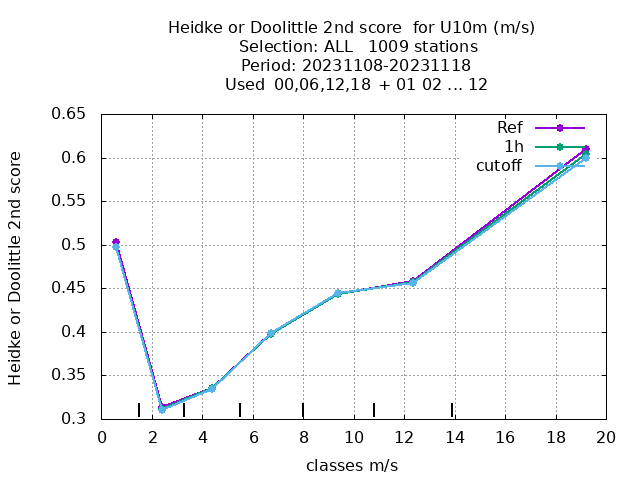 Heidke or Doolittle 2nd score  for U10m (m/s)
Selection: ALL   1009 stations
Period: 20231108-20231118
Used  00,06,12,18 + 01 02 ... 12
Heidke or Doolittle 2nd score
0.65
0.6
0.55
0.5
0.45
0.4
0.35
0.3
Ref
1h
cutoff
0 2 4 6 8 10 12 14 16 18 20
classes m/s